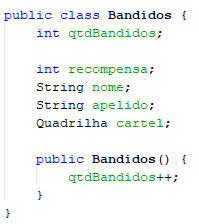 public class Bandidos {
int qtdBandidos;
int recompensa;
String nome;
String apelido;
Quadrilha cartel;
public Bandidos() {
qtdBandidos++;
}
}